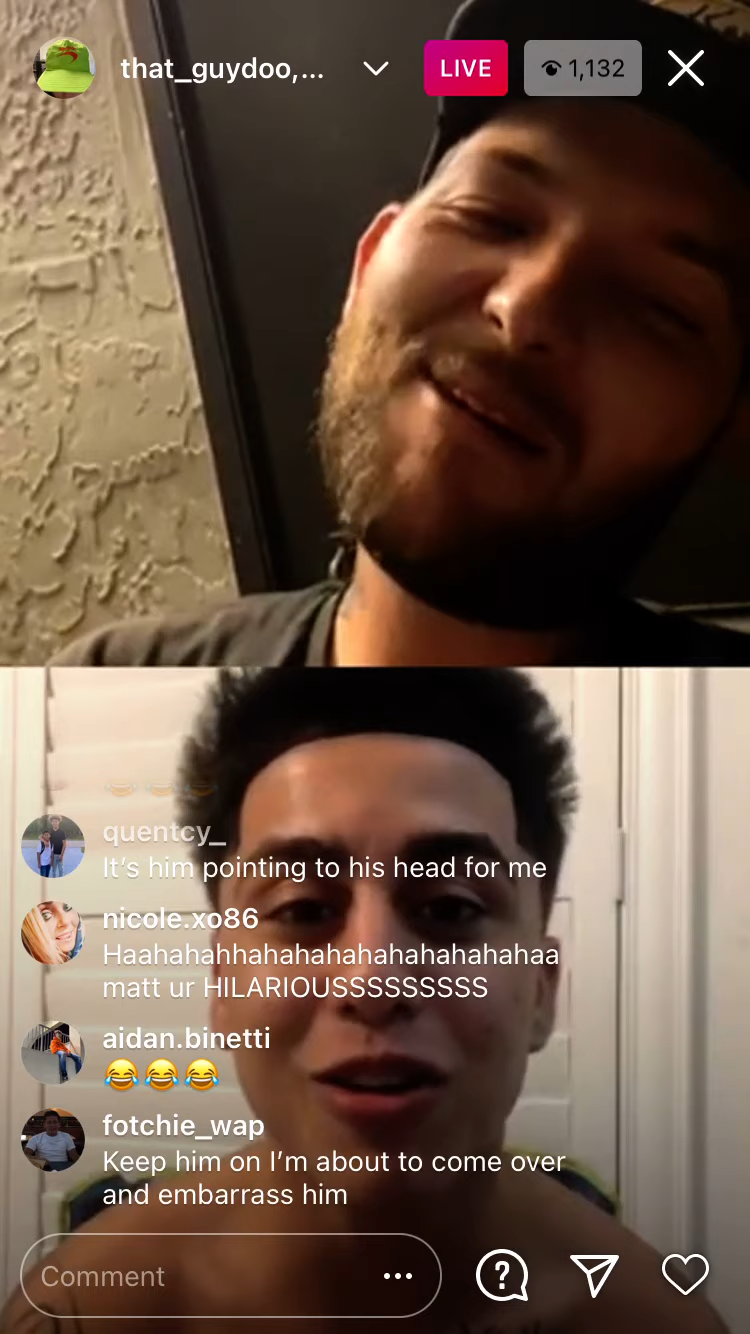 that_guydoo,...
LIVE
1,132
quentcy_
It’s him pointing to his head for me
nicole.xo86
Haahahahhahahahahahahahahahahaa
matt ur HILARIOUSSSSSSSSS
aidan.binetti
😂😂😂
fotchie_wap
Keep him on I’m about to come over
and embarrass him
Comment